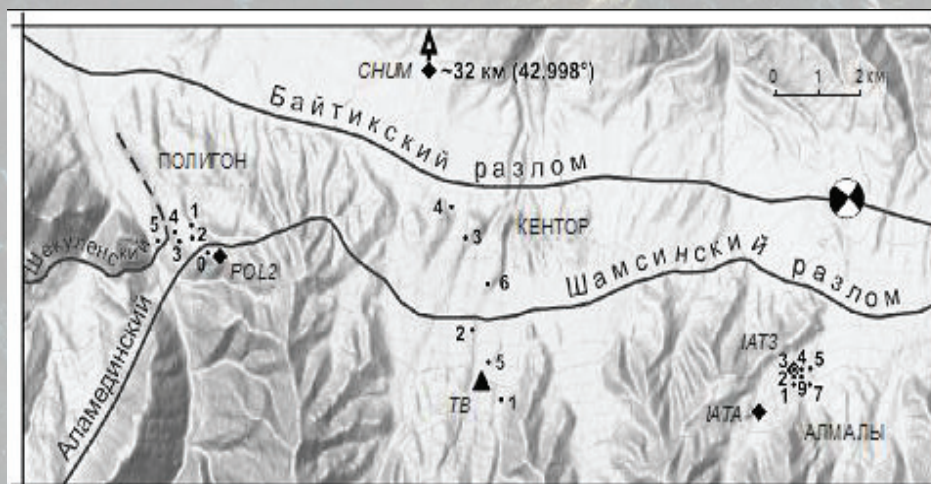 CHUM
~32 км (42.998°)
0 1 2 км
Байтикский разлом
ПОЛИГОН
5 4 1
3 2
0
POL2
Шекуленский
Аламединский
4
3
КЕНТОР
6
Шамсинский разлом
2
5
ТВ
1
IAT3
3 4 5
2
1 9 7
IATA
АЛМАЛЫ